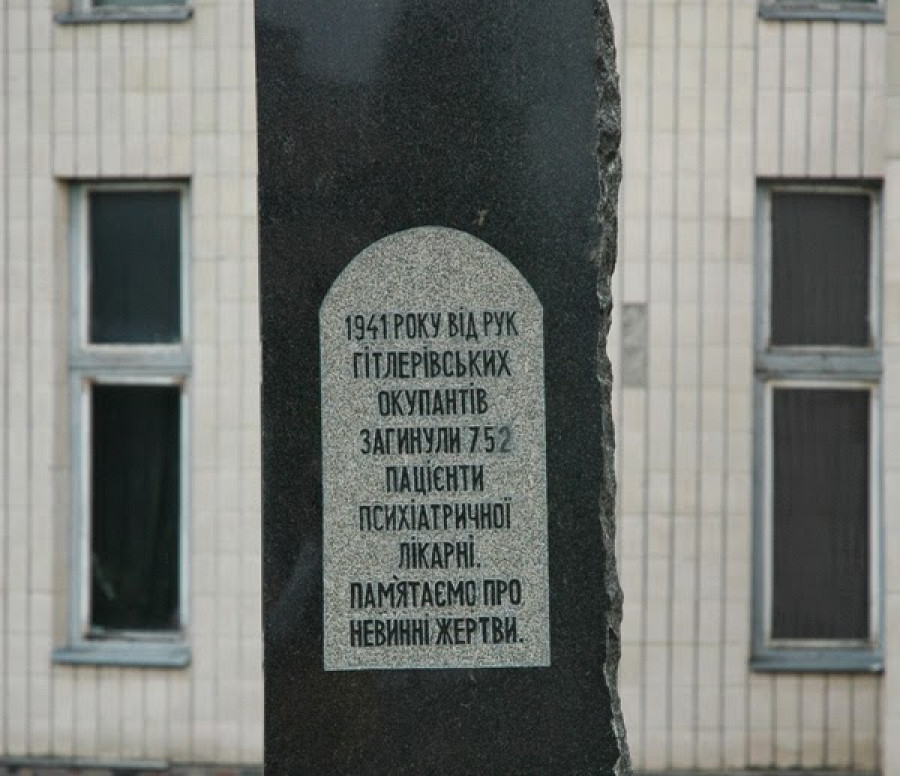 1941 РОКУ ВІД РУК
ГІТЛЕРІВСЬКИХ
ОКУПАНТІВ
ЗАГИНУЛИ 752
ПАЦІЄНТИ
ПСИХІАТРИЧНОЇ
ЛІКАРНІ.
ПАМ'ЯТАЄМО ПРО
НЕВИННІ ЖЕРТВИ.